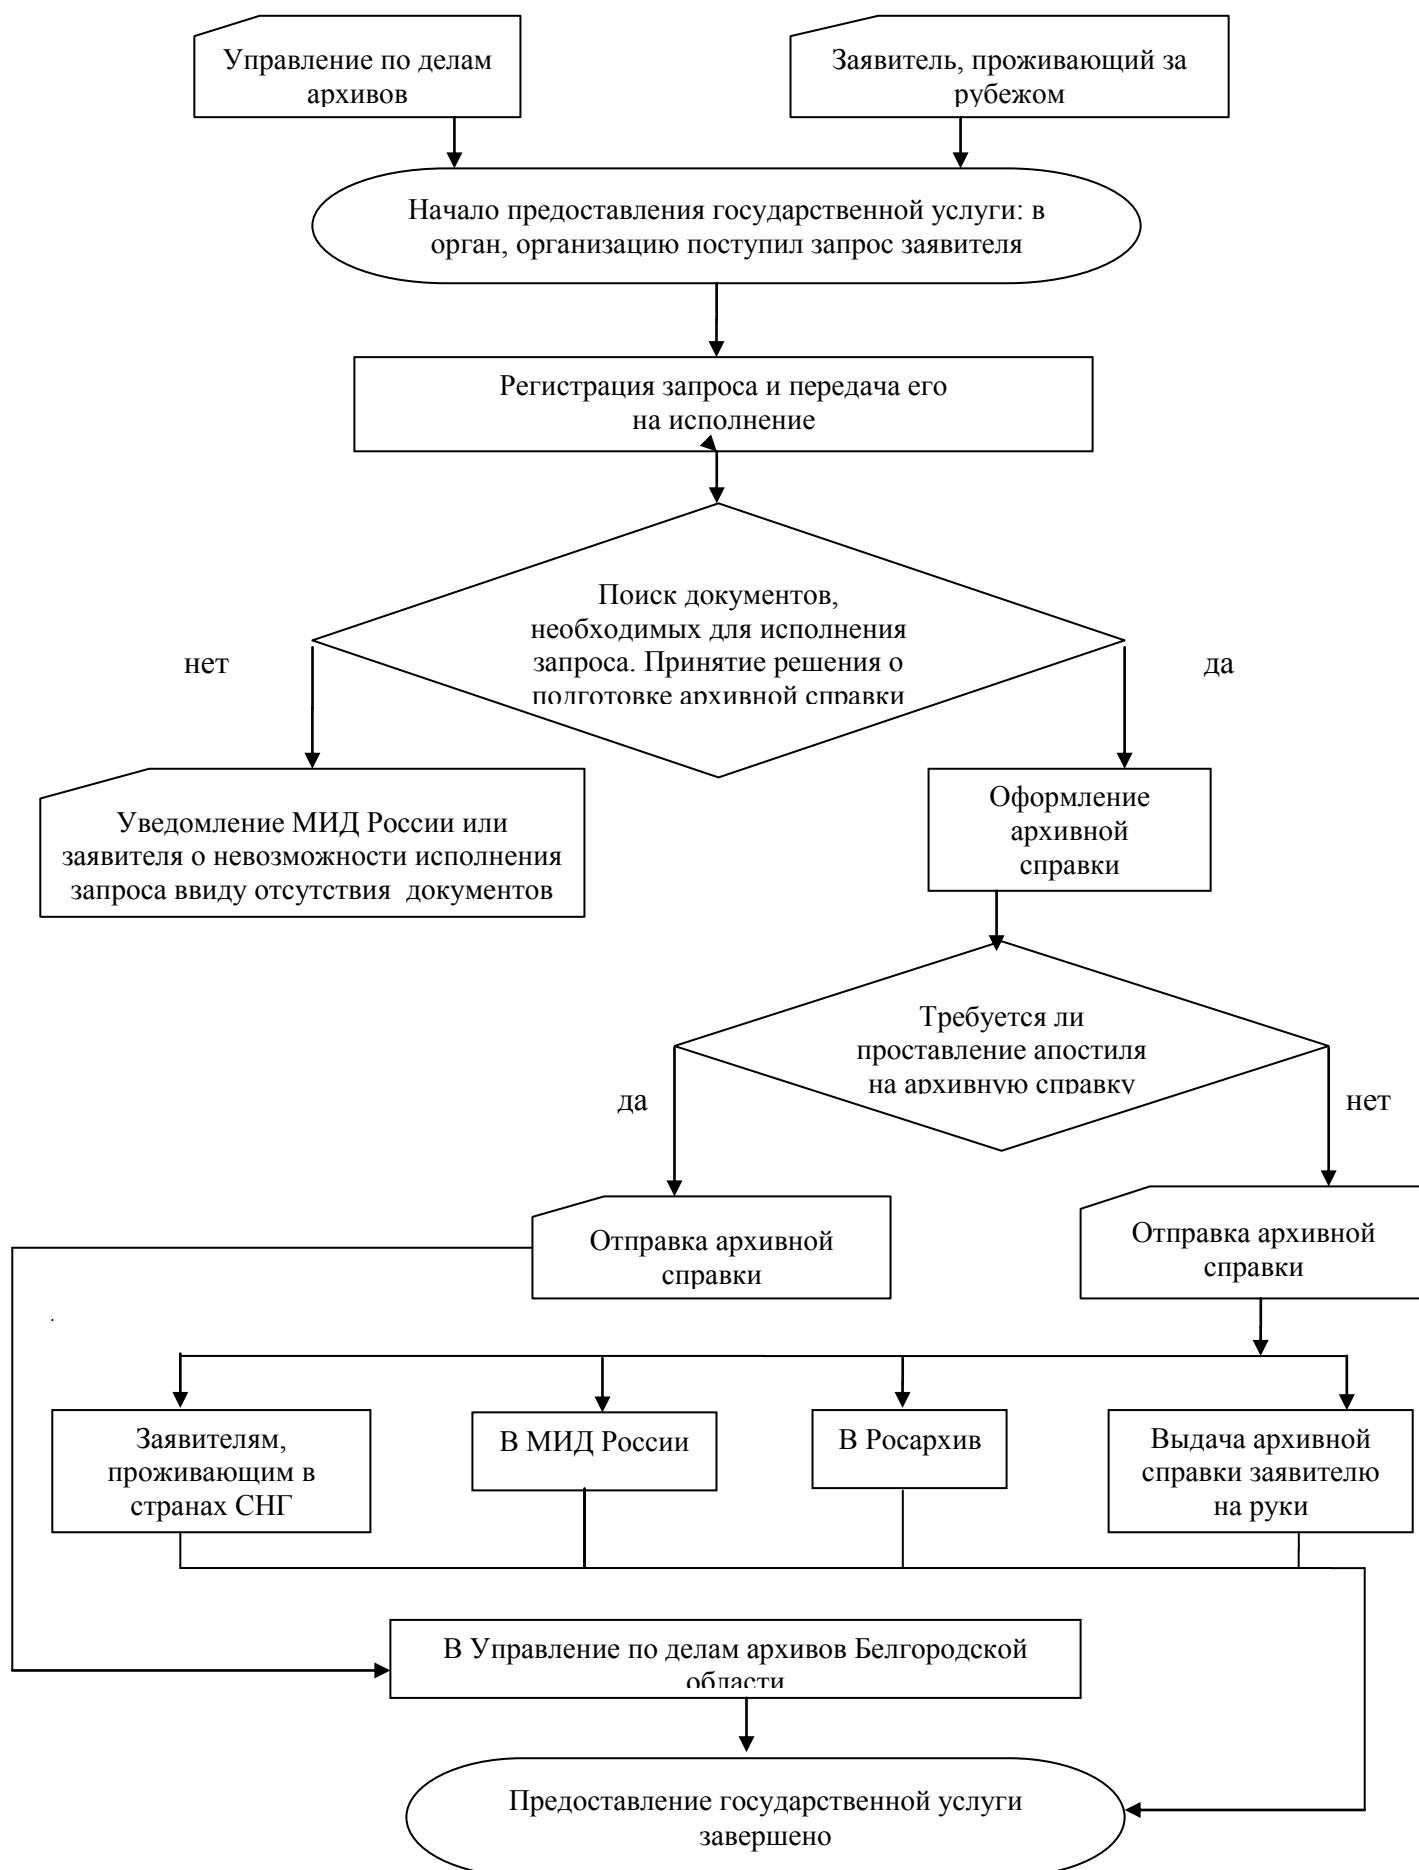 Управление по делам
архивов
Заявитель, проживающий за
рубежом
Начало предоставления государственной услуги: в
орган, организацию поступил запрос заявителя
Регистрация запроса и передача его
на исполнение
Поиск документов,
необходимых для исполнения
запроса. Принятие решения о
подготовке архивной справки
нет
да
Уведомление МИД России или
заявителя о невозможности исполнения
запроса ввиду отсутствия документов
Оформление
архивной
справки
Требуется ли
проставление апостиля
на архивную справку
да
нет
Отправка архивной
справки
Отправка архивной
справки
Заявителям,
проживающим в
странах СНГ
В МИД России
В Росархив
Выдача архивной
справки заявителю
на руки
В Управление по делам архивов Белгородской
области
Предоставление государственной услуги
завершено